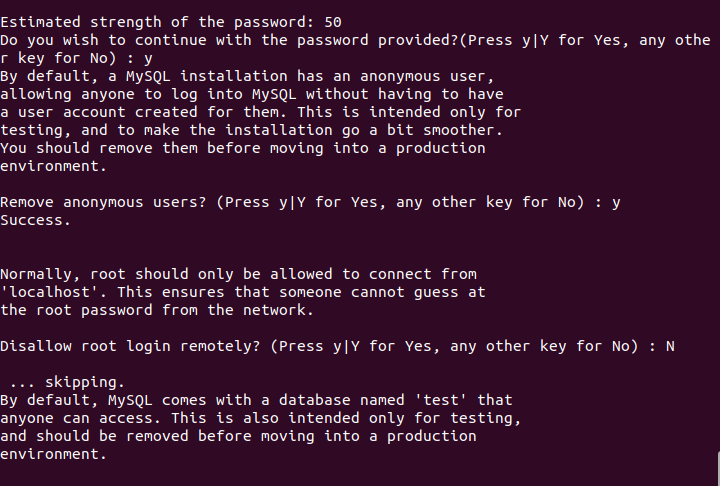 Estimated strength of the password: 50
Do you wish to continue with the password provided?(Press y|Y for Yes, any othe
r key for No) : y
By default, a MySQL installation has an anonymous user,
allowing anyone to log into MySQL without having to have
a user account created for them. This is intended only for
testing, and to make the installation go a bit smoother.
You should remove them before moving into a production
environment.
Remove anonymous users? (Press y|Y for Yes, any other key for No) : y
Success.
Normally, root should only be allowed to connect from
'localhost'. This ensures that someone cannot guess at
the root password from the network.
Disallow root login remotely? (Press y|Y for Yes, any other key for No) : N
... skipping.
By default, MySQL comes with a database named 'test' that
anyone can access. This is also intended only for testing,
and should be removed before moving into a production
environment.